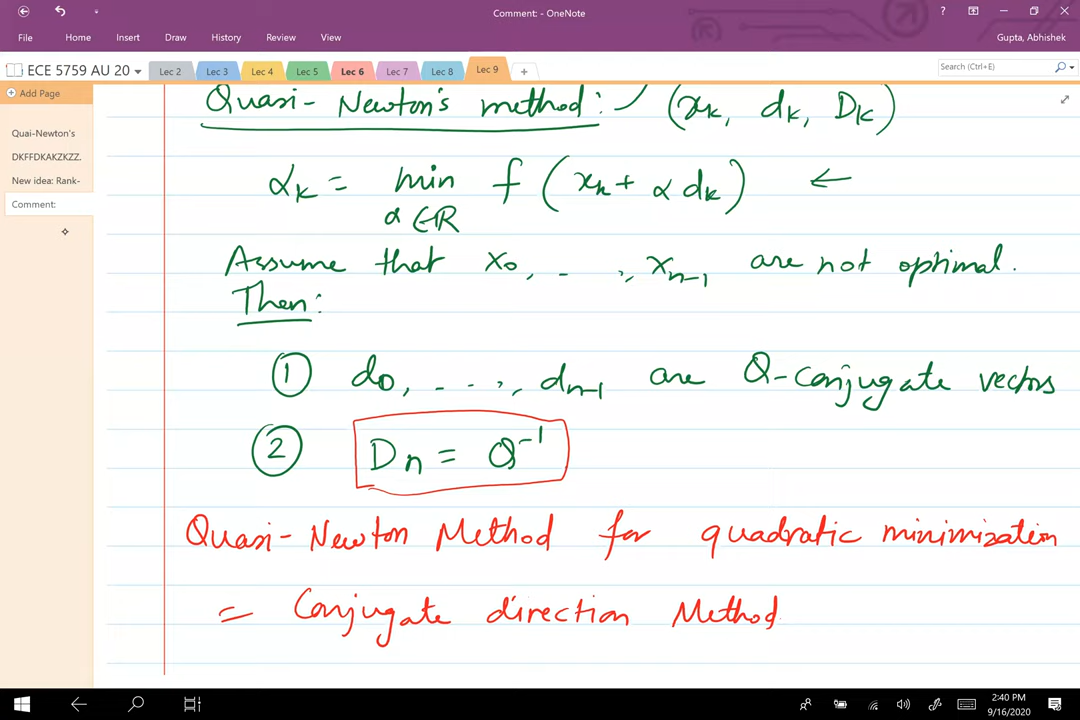 Comment: - OneNote
File Home Insert Draw History Review View
Gupta, Abhishek
ECE 5759 AU 20 Lec 2 Lec 3 Lec 4 Lec 5 Lec 6 Lec 7 Lec 8 Lec 9
Search (Ctrl+E)
Add Page
Quai-Newton's
DKFFDKAKZKZZ.
New idea: Rank-
Comment:
Quasi-Newton's method: (xk, dk, Dk)
αk = min f (xk + α dk) ←
α∈ℝ
Assume that x0, - ..., xn-1 are not optimal.
Then:
① d0, - ..., dn-1 are Q-conjugate vectors
② Dn = Q⁻¹
Quasi-Newton Method for quadratic minimization
= Conjugate direction Method.
2:40 PM
9/16/2020